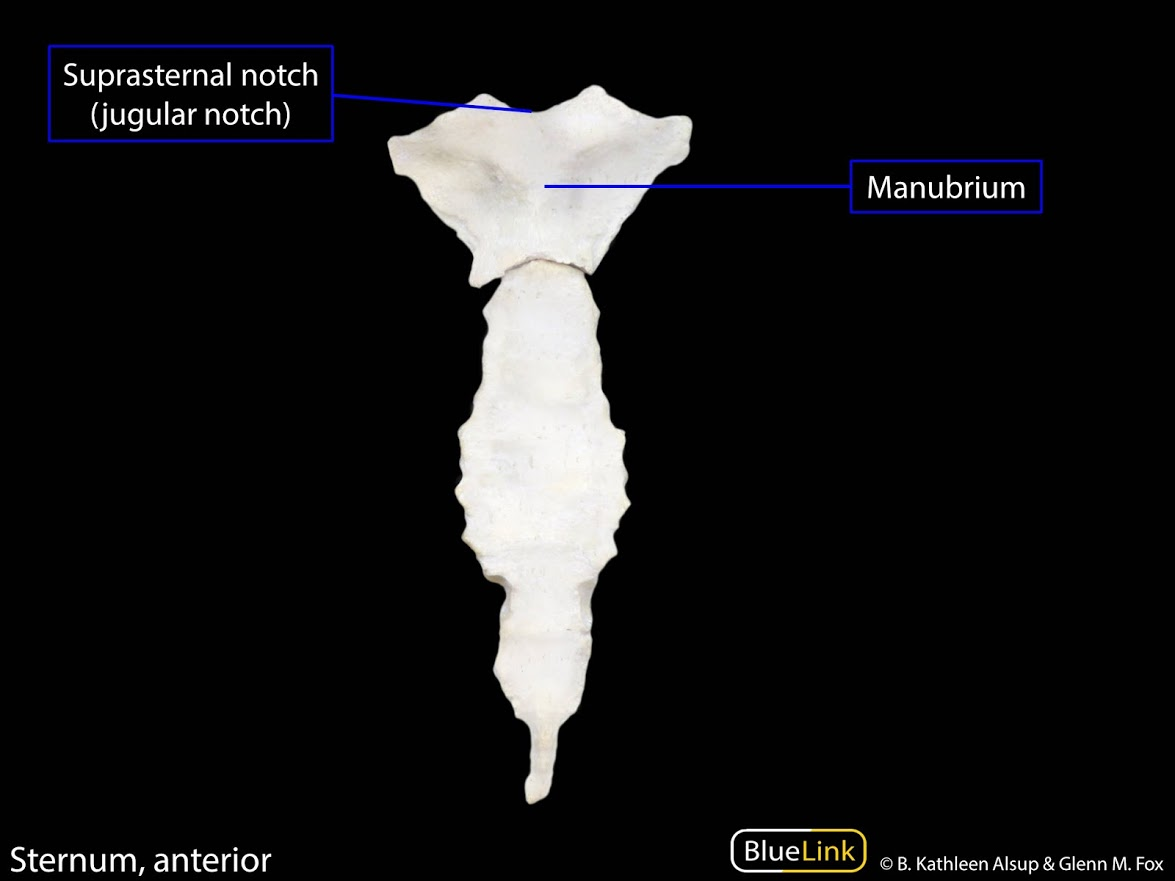 Suprasternal notch
(jugular notch)
Manubrium
Sternum, anterior
BlueLink
© B. Kathleen Alsup & Glenn M. Fox